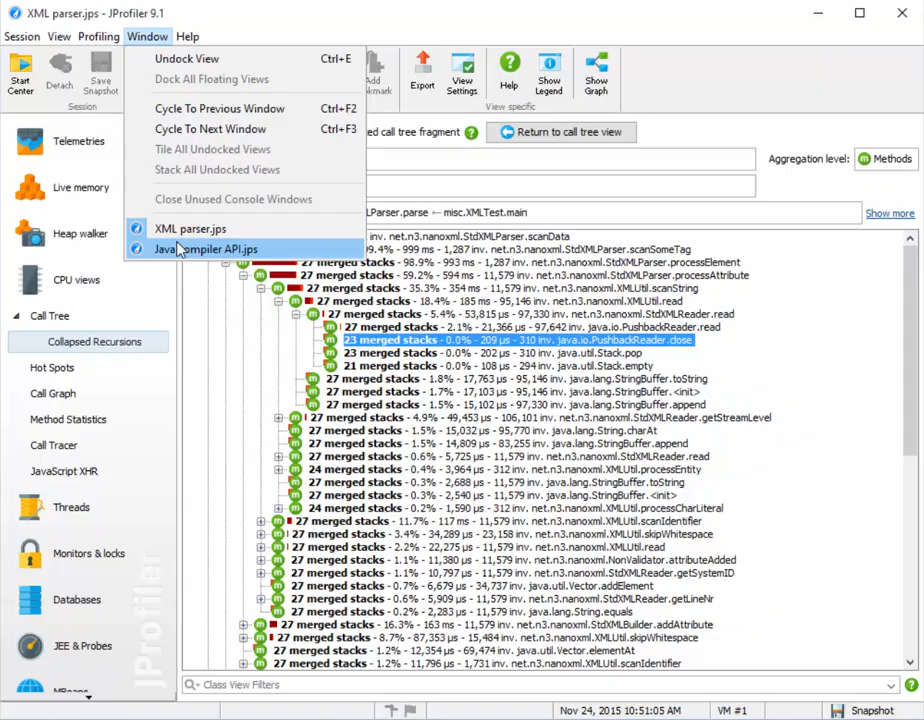 XML parser.jps - JProfiler 9.1
Session View Profiling Window Help
Start Center
Detach
Save Snapshot
Session
Export
View Settings
Help
Show Legend
Show Graph
View specific
Undock View Ctrl+E
Dock All Floating Views
Cycle To Previous Window Ctrl+F2
Cycle To Next Window Ctrl+F3
Tile All Undocked Views
Stack All Undocked Views
Close Unused Console Windows
XML parser.jps
Java Compiler API.jps
Telemetries
Live memory
Heap walker
CPU views
Call Tree
Collapsed Recursions
Hot Spots
Call Graph
Method Statistics
Call Tracer
JavaScript XHR
Threads
Monitors & locks
Databases
JEE & Probes
MBeans
JProfiler
call tree fragment
Return to call tree view
Aggregation level: Methods
Parser.parse ← misc.XMLTest.main
Show more
inv. net.n3.nanoxml.StdXMLParser.scanData
99.4% - 999 ms - 1,287 inv. net.n3.nanoxml.StdXMLParser.scanSomeTag
27 merged stacks - 98.9% - 993 ms - 1,287 inv. net.n3.nanoxml.StdXMLParser.processElement
27 merged stacks - 59.2% - 594 ms - 11,579 inv. net.n3.nanoxml.StdXMLParser.processAttribute
27 merged stacks - 35.3% - 354 ms - 11,579 inv. net.n3.nanoxml.XMLUtil.scanString
27 merged stacks - 18.4% - 185 ms - 95,146 inv. net.n3.nanoxml.XMLUtil.read
27 merged stacks - 5.4% - 53,815 µs - 97,330 inv. net.n3.nanoxml.StdXMLReader.read
27 merged stacks - 2.1% - 21,366 µs - 97,642 inv. java.io.PushbackReader.read
23 merged stacks - 0.0% - 209 µs - 310 inv. java.io.PushbackReader.close
23 merged stacks - 0.0% - 202 µs - 310 inv. java.util.Stack.pop
21 merged stacks - 0.0% - 108 µs - 294 inv. java.util.Stack.empty
27 merged stacks - 1.8% - 17,763 µs - 95,146 inv. java.lang.StringBuffer.toString
27 merged stacks - 1.7% - 17,103 µs - 95,146 inv. java.lang.StringBuffer.<init>
27 merged stacks - 1.5% - 15,102 µs - 97,330 inv. java.lang.StringBuffer.append
27 merged stacks - 4.9% - 49,453 µs - 106,101 inv. net.n3.nanoxml.StdXMLReader.getStreamLevel
27 merged stacks - 1.5% - 15,032 µs - 95,770 inv. java.lang.String.charAt
27 merged stacks - 1.5% - 14,809 µs - 83,255 inv. java.lang.StringBuffer.append
27 merged stacks - 0.6% - 5,725 µs - 11,579 inv. net.n3.nanoxml.StdXMLReader.read
24 merged stacks - 0.4% - 3,964 µs - 312 inv. net.n3.nanoxml.XMLUtil.processEntity
27 merged stacks - 0.3% - 2,604 µs - 11,579 inv. java.lang.StringBuffer.toString
27 merged stacks - 0.3% - 2,540 µs - 11,579 inv. java.lang.StringBuffer.<init>
24 merged stacks - 0.2% - 1,590 µs - 312 inv. net.n3.nanoxml.XMLUtil.processCharLiteral
27 merged stacks - 11.7% - 117 ms - 11,579 inv. net.n3.nanoxml.XMLUtil.scanIdentifier
27 merged stacks - 3.4% - 34,289 µs - 23,158 inv. net.n3.nanoxml.XMLUtil.skipWhitespace
27 merged stacks - 2.2% - 22,275 µs - 11,579 inv. net.n3.nanoxml.XMLUtil.read
27 merged stacks - 1.1% - 11,380 µs - 11,579 inv. net.n3.nanoxml.NonValidator.attributeAdded
27 merged stacks - 1.1% - 10,797 µs - 11,579 inv. net.n3.nanoxml.StdXMLReader.getSystemID
27 merged stacks - 0.7% - 6,679 µs - 34,737 inv. java.util.Vector.addElement
27 merged stacks - 0.6% - 5,909 µs - 11,579 inv. net.n3.nanoxml.StdXMLReader.getLineNr
27 merged stacks - 0.2% - 2,283 µs - 11,579 inv. java.lang.String.equals
27 merged stacks - 16.3% - 163 ms - 11,579 inv. net.n3.nanoxml.StdXMLBuilder.addAttribute
27 merged stacks - 8.7% - 87,353 µs - 15,484 inv. net.n3.nanoxml.XMLUtil.skipWhitespace
27 merged stacks - 1.2% - 12,354 µs - 69,474 inv. java.util.Vector.elementAt
27 merged stacks - 1.2% - 11,796 µs - 1,731 inv. net.n3.nanoxml.XMLUtil.scanIdentifier
Class View Filters
Nov 24, 2015 10:51:05 AM VM #1 Snapshot